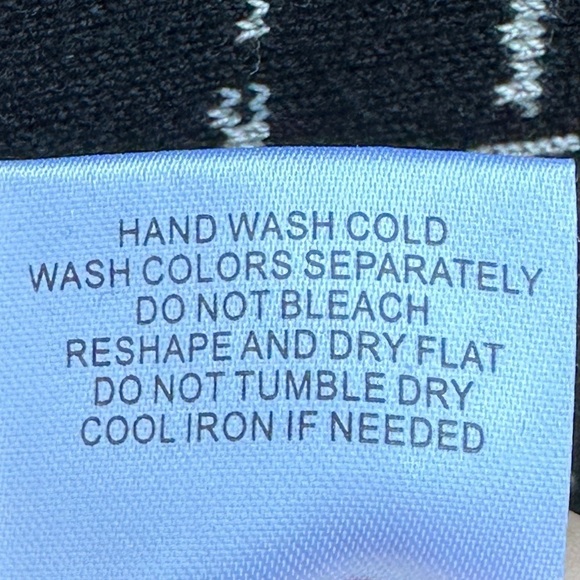 HAND WASH COLD
WASH COLORS SEPARATELY
DO NOT BLEACH
RESHAPE AND DRY FLAT
DO NOT TUMBLE DRY
COOL IRON IF NEEDED